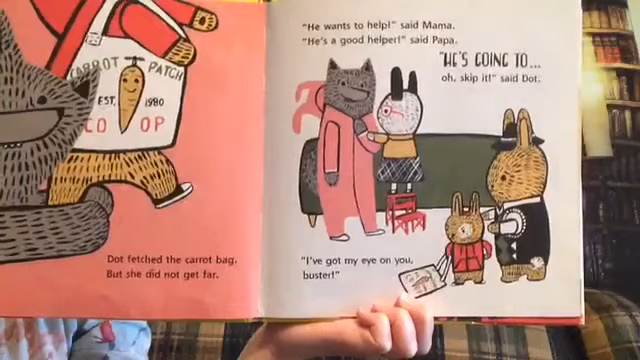 CARROT PATCH
EST. 1980
CO OP
Dot fetched the carrot bag.
But she did not get far.
"He wants to help!" said Mama.
"He's a good helper!" said Papa.
"HE'S GOING TO...
oh, skip it!" said Dot.
"I've got my eye on you,
buster!"